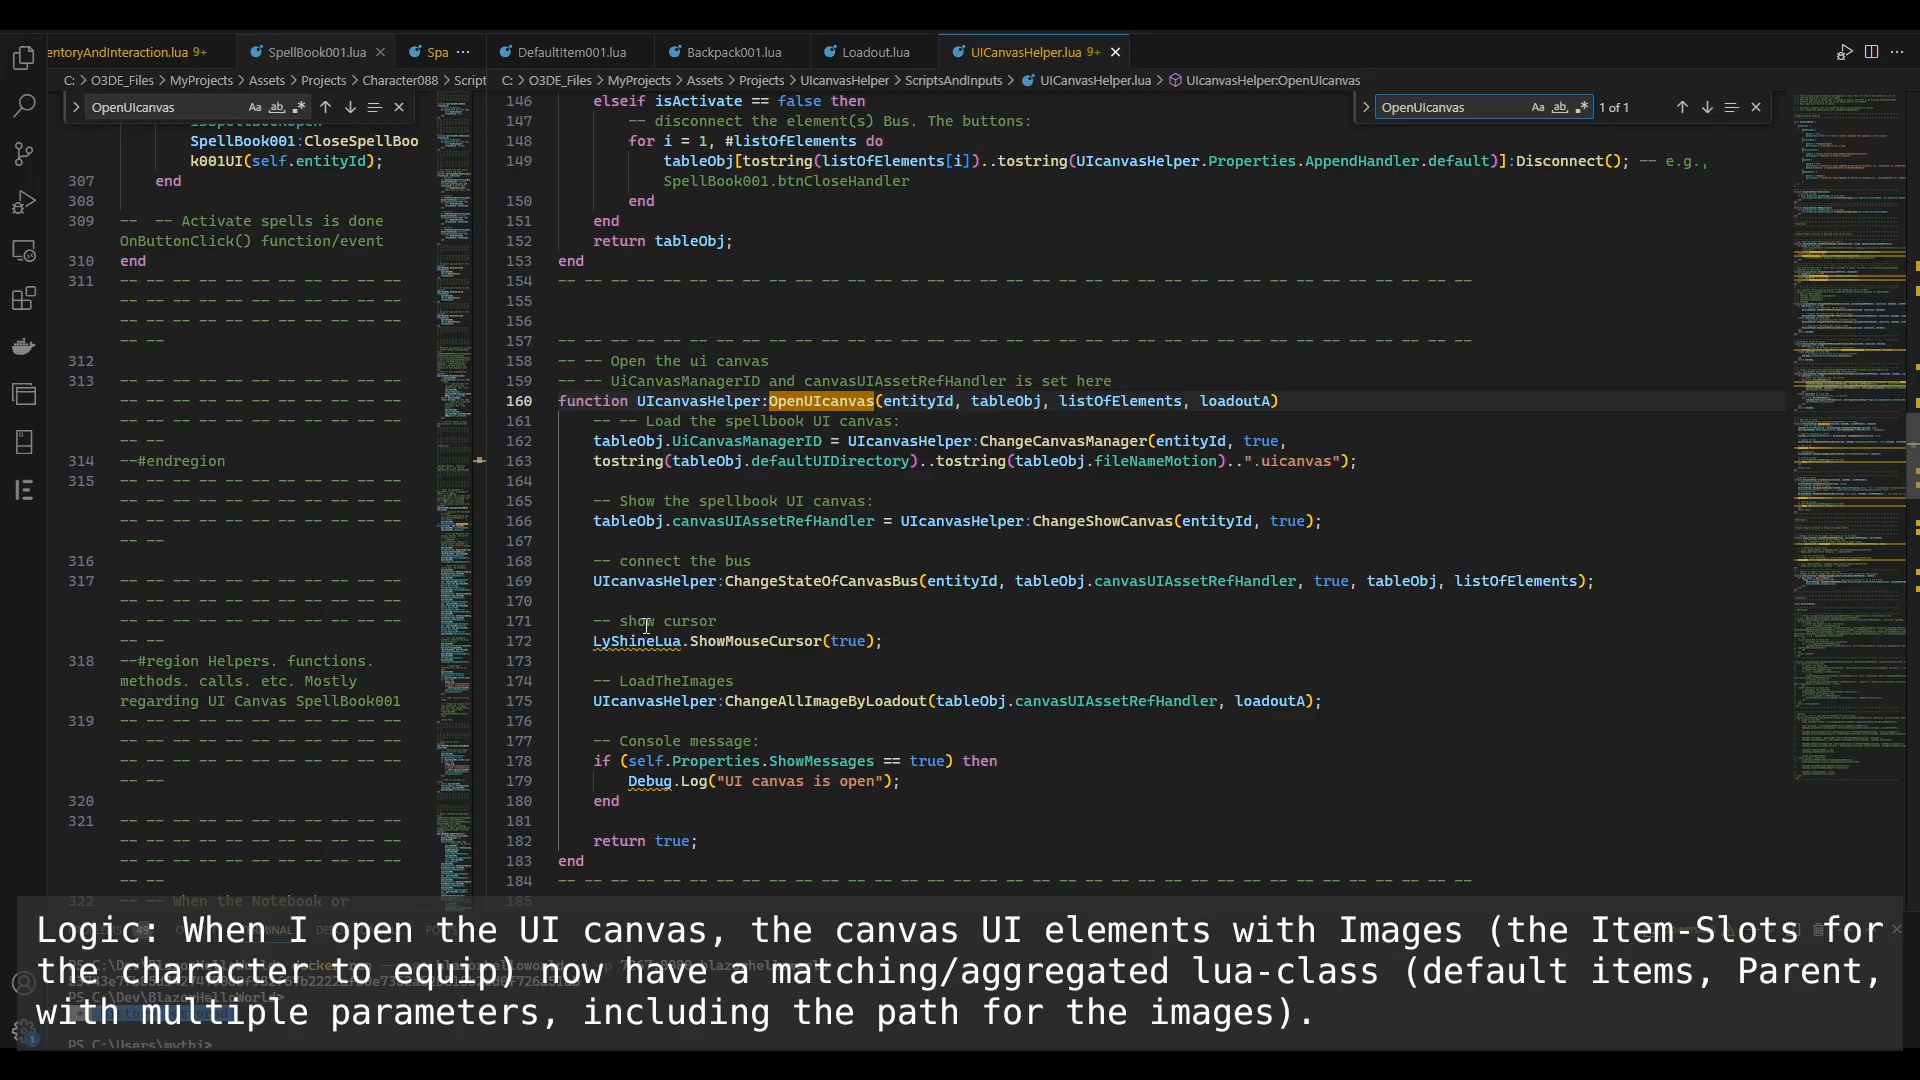 entoryAndInteraction.lua 9+
SpellBook001.lua
Spa
DefaultItem001.lua
Backpack001.lua
Loadout.lua
UICanvasHelper.lua 9+
C: > O3DE_Files > MyProjects > Assets > Projects > Character088 > Script
C: > O3DE_Files > MyProjects > Assets > Projects > UIcanvasHelper > ScriptsAndInputs > UICanvasHelper.lua > UIcanvasHelper:OpenUIcanvas
OpenUIcanvas
SpellBook001:CloseSpellBoo
k001UI(self.entityId);
307 end
308
309 -- -- Activate spells is done
OnButtonClick() function/event
310 end
311 -- -- -- -- -- -- -- -- -- -- --
-- -- -- -- -- -- -- -- -- -- --
-- -- -- -- -- -- -- -- -- -- --
-- --
312
313 -- -- -- -- -- -- -- -- -- -- --
-- -- -- -- -- -- -- -- -- -- --
-- -- -- -- -- -- -- -- -- -- --
-- --
314 --#endregion
315 -- -- -- -- -- -- -- -- -- -- --
-- -- -- -- -- -- -- -- -- -- --
-- -- -- -- -- -- -- -- -- -- --
-- --
316
317 -- -- -- -- -- -- -- -- -- -- --
-- -- -- -- -- -- -- -- -- -- --
-- -- -- -- -- -- -- -- -- -- --
-- --
318 --#region Helpers. functions.
methods. calls. etc. Mostly
regarding UI Canvas SpellBook001
319 -- -- -- -- -- -- -- -- -- -- --
-- -- -- -- -- -- -- -- -- -- --
-- -- -- -- -- -- -- -- -- -- --
-- --
320
321 -- -- -- -- -- -- -- -- -- -- --
-- -- -- -- -- -- -- -- -- -- --
-- -- -- -- -- -- -- -- -- -- --
-- --
322 -- -- When the Notebook or
OpenUIcanvas
1 of 1
146 elseif isActivate == false then
147 -- disconnect the element(s) Bus. The buttons:
148 for i = 1, #listOfElements do
149 tableObj[tostring(listOfElements[i])..tostring(UIcanvasHelper.Properties.AppendHandler.default)]:Disconnect(); -- e.g.,
SpellBook001.btnCloseHandler
150 end
151 end
152 return tableObj;
153 end
154 -- -- -- -- -- -- -- -- -- -- -- -- -- -- -- -- -- -- -- -- -- -- -- -- -- -- -- -- -- -- -- -- -- -- --
155
156
157 -- -- -- -- -- -- -- -- -- -- -- -- -- -- -- -- -- -- -- -- -- -- -- -- -- -- -- -- -- -- -- -- -- -- --
158 -- -- Open the ui canvas
159 -- -- UiCanvasManagerID and canvasUIAssetRefHandler is set here
160 function UIcanvasHelper:OpenUIcanvas(entityId, tableObj, listOfElements, loadoutA)
161 -- -- Load the spellbook UI canvas:
162 tableObj.UiCanvasManagerID = UIcanvasHelper:ChangeCanvasManager(entityId, true,
163 tostring(tableObj.defaultUIDirectory)..tostring(tableObj.fileNameMotion)..".uicanvas");
164
165 -- Show the spellbook UI canvas:
166 tableObj.canvasUIAssetRefHandler = UIcanvasHelper:ChangeShowCanvas(entityId, true);
167
168 -- connect the bus
169 UIcanvasHelper:ChangeStateOfCanvasBus(entityId, tableObj.canvasUIAssetRefHandler, true, tableObj, listOfElements);
170
171 -- show cursor
172 LyShineLua.ShowMouseCursor(true);
173
174 -- LoadTheImages
175 UIcanvasHelper:ChangeAllImageByLoadout(tableObj.canvasUIAssetRefHandler, loadoutA);
176
177 -- Console message:
178 if (self.Properties.ShowMessages == true) then
179 Debug.Log("UI canvas is open");
180 end
181
182 return true;
183 end
184 -- -- -- -- -- -- -- -- -- -- -- -- -- -- -- -- -- -- -- -- -- -- -- -- -- -- -- -- -- -- -- -- -- -- --
185
Logic: When I open the UI canvas, the canvas UI elements with Images (the Item-Slots for
the character to equip) now have a matching/aggregated lua-class (default items, Parent,
with multiple parameters, including the path for the images).
PS C:\Users\mythi>